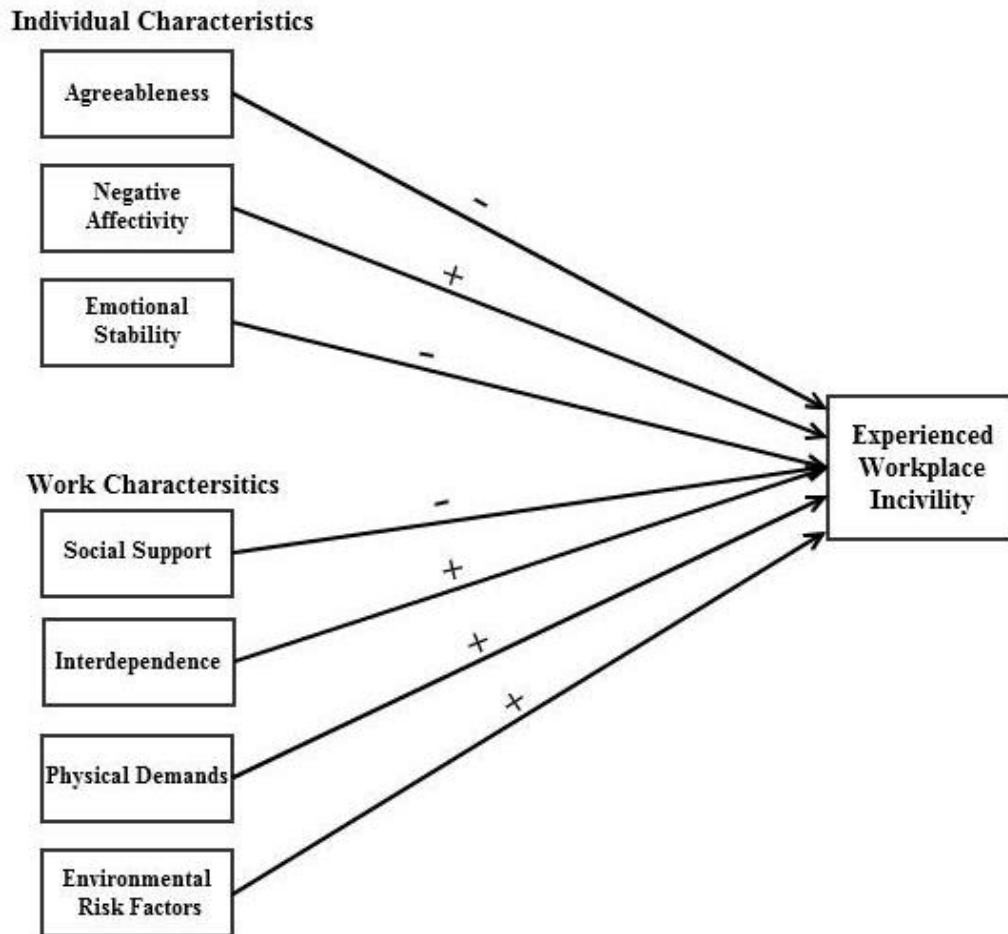 Individual Characteristics
Agreeableness
-
Negative
Affectivity
+
Emotional
Stability
-
Experienced
Workplace
Incivility
Work Charactersitics
Social Support
-
Interdependence
+
Physical Demands
+
Environmental
Risk Factors
+